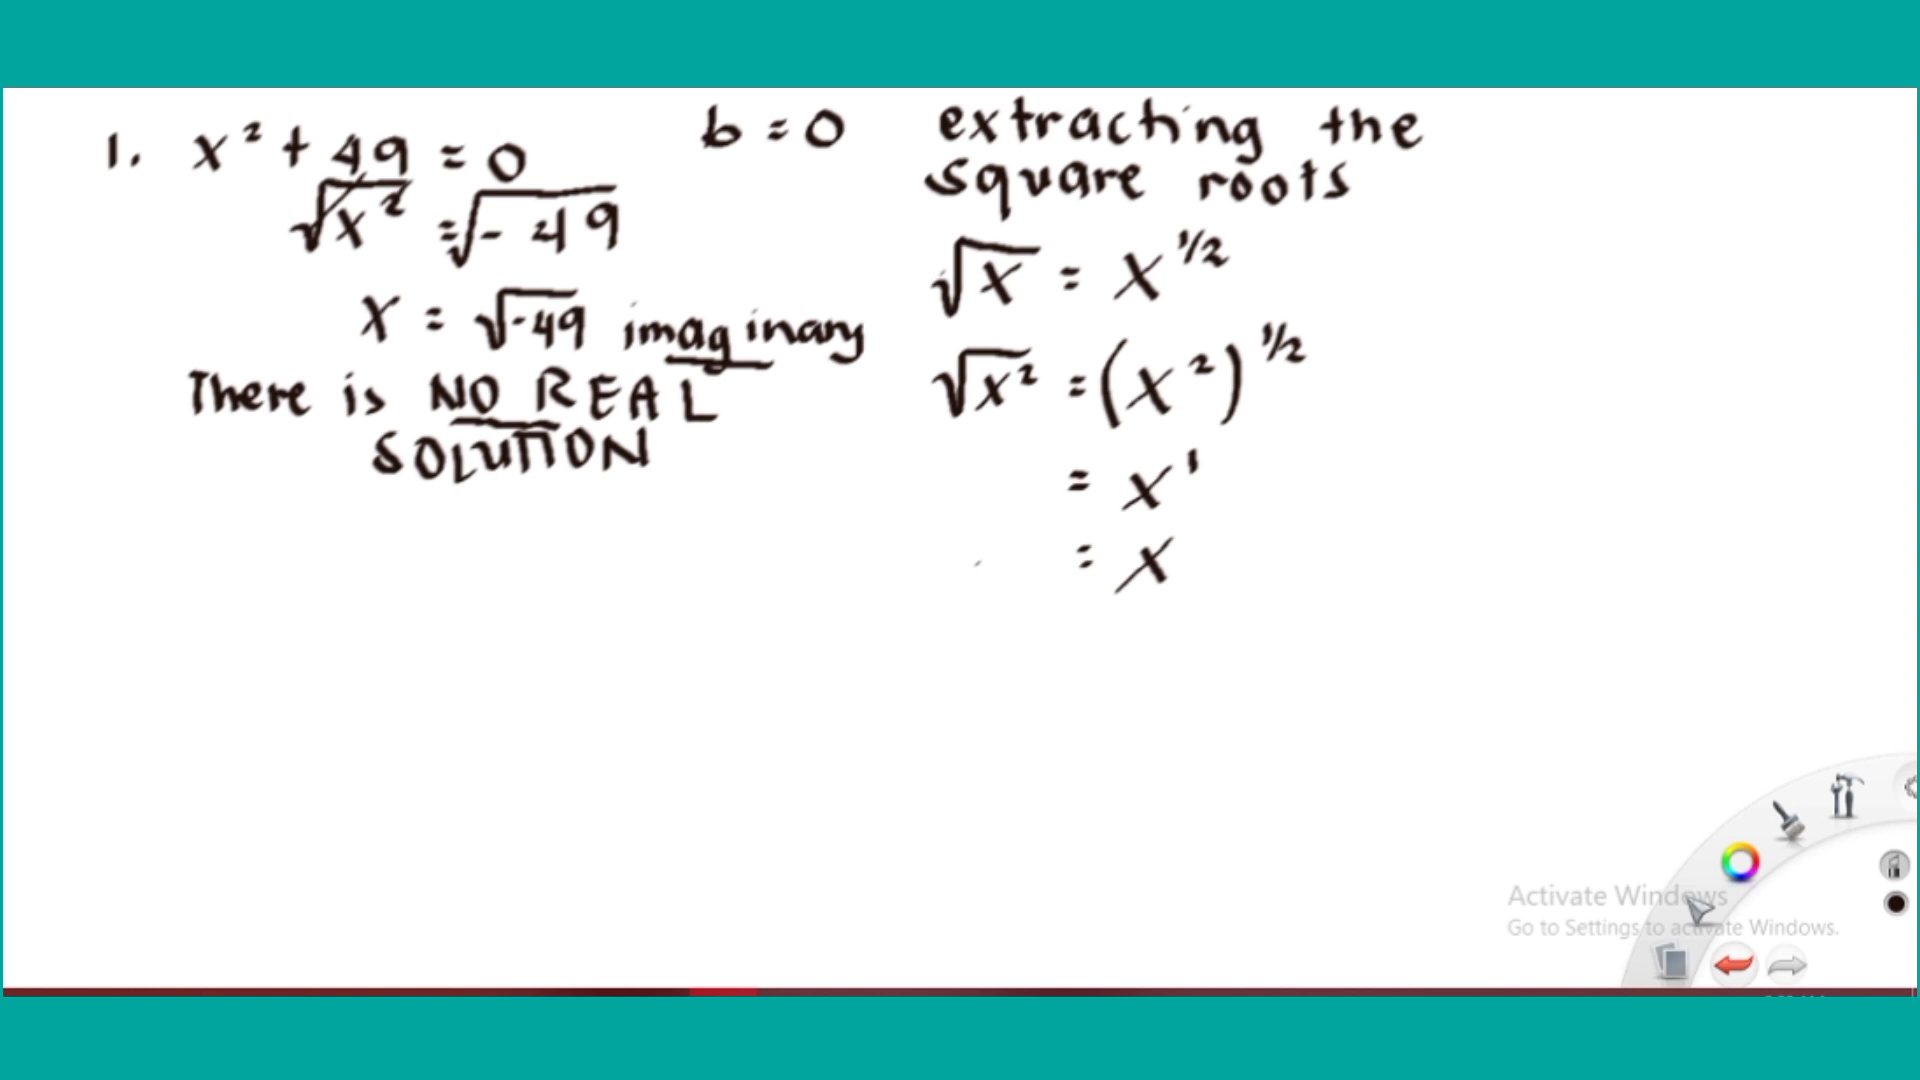 1. x² + 49 = 0
√x² = √-49
x = √-49 imaginary
There is NO REAL
SOLUTION
b = 0
extracting the
square roots
√x = x^1/2
√x² = (x²)^1/2
= x¹
= x
Activate Windows
Go to Settings to activate Windows.